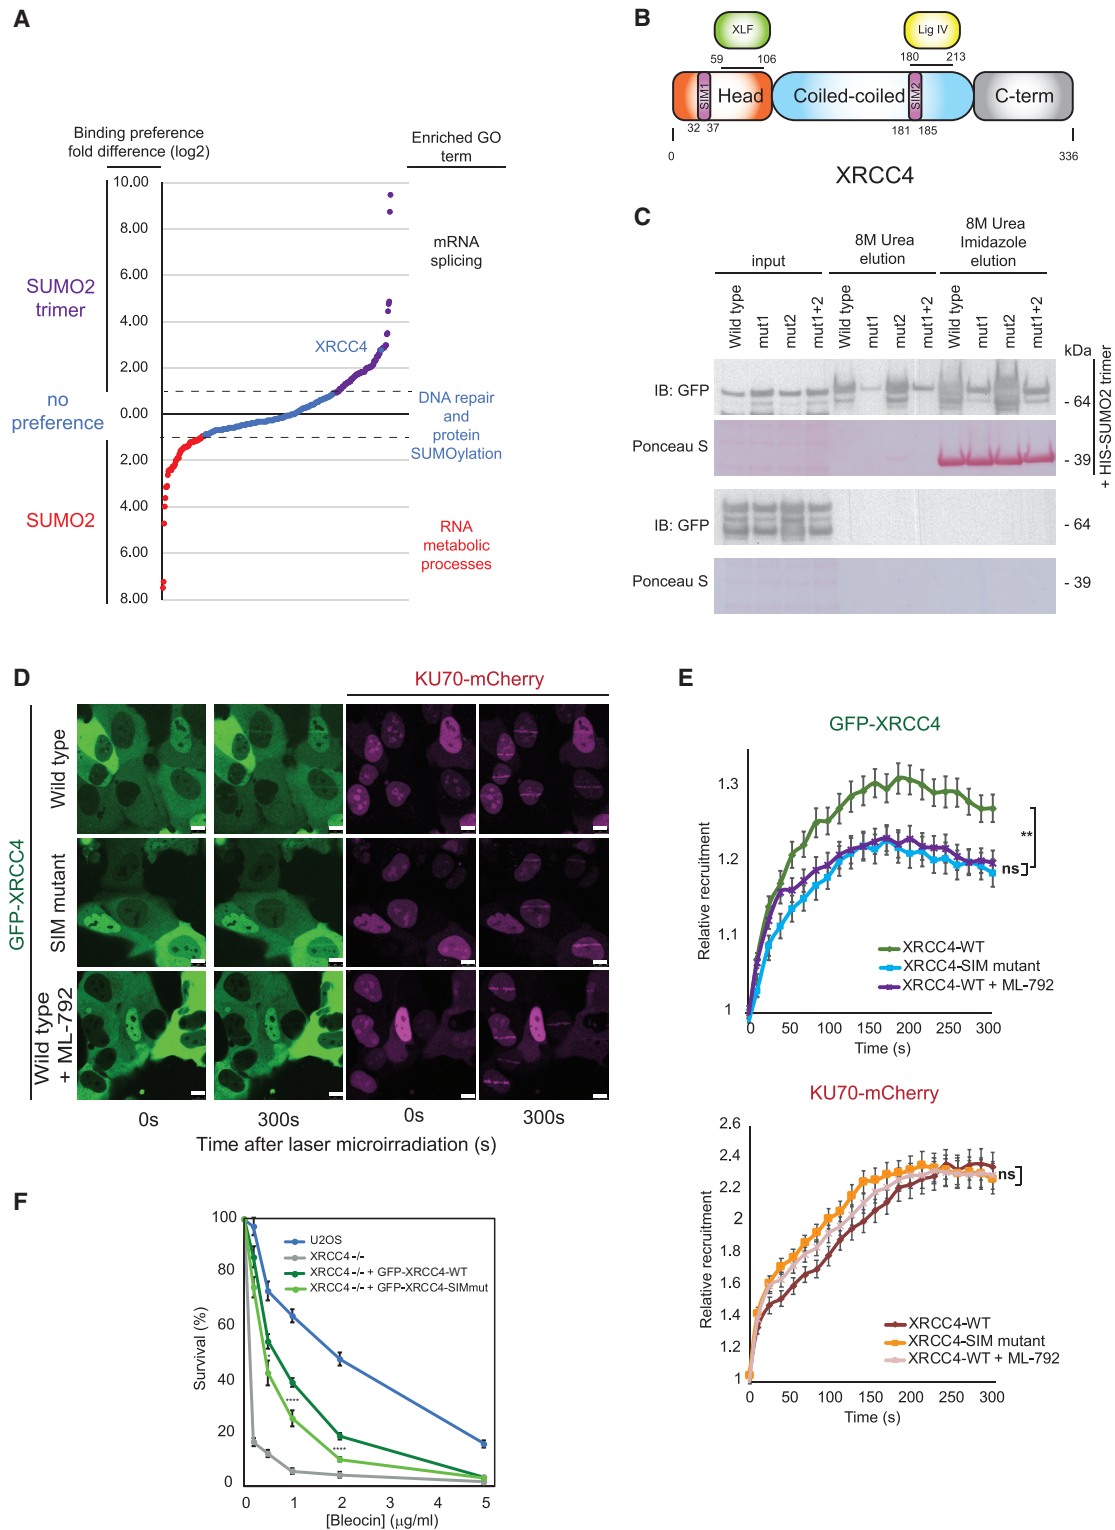 A
Binding preference
fold difference (log2)
Enriched GO
term
10.00
8.00
6.00
4.00
2.00
0.00
2.00
4.00
6.00
8.00
SUMO2
trimer
no
preference
SUMO2
XRCC4
mRNA
splicing
DNA repair
and
protein
SUMOylation
RNA
metabolic
processes
B
XLF
Lig IV
59
106
180
213
SIM1
Head
Coiled-coiled
SIM2
C-term
32
37
181
185
0
336
XRCC4
C
input
8M Urea
elution
8M Urea
Imidazole
elution
Wild type
mut1
mut2
mut1+2
Wild type
mut1
mut2
mut1+2
Wild type
mut1
mut2
mut1+2
kDa
IB: GFP
- 64
Ponceau S
- 39
+ HIS-SUMO2 trimer
IB: GFP
- 64
Ponceau S
- 39
D
KU70-mCherry
GFP-XRCC4
Wild type
SIM mutant
Wild type
+ ML-792
0s
300s
0s
300s
Time after laser microirradiation (s)
E
GFP-XRCC4
Relative recruitment
1.3
1.2
1.1
1
**
ns
XRCC4-WT
XRCC4-SIM mutant
XRCC4-WT + ML-792
0
50
100
150
200
250
300
Time (s)
KU70-mCherry
Relative recruitment
2.6
2.4
2.2
2
1.8
1.6
1.4
1.2
1
ns
XRCC4-WT
XRCC4-SIM mutant
XRCC4-WT + ML-792
0
50
100
150
200
250
300
Time (s)
F
Survival (%)
100
80
60
40
20
0
U2OS
XRCC4-/-
XRCC4-/- + GFP-XRCC4-WT
XRCC4-/- + GFP-XRCC4-SIMmut
*
****
****
0
1
2
3
4
5
[Bleocin] (µg/ml)